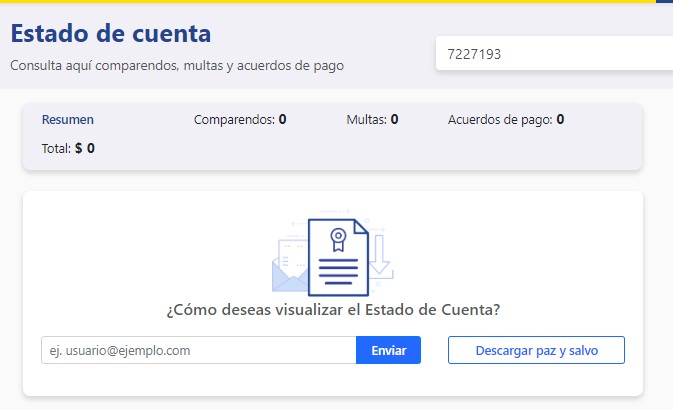 Estado de cuenta
Consulta aquí comparendos, multas y acuerdos de pago
7227193
Resumen Comparendos: 0 Multas: 0 Acuerdos de pago: 0
Total: $ 0
¿Cómo deseas visualizar el Estado de Cuenta?
ej. usuario@ejemplo.com Enviar Descargar paz y salvo